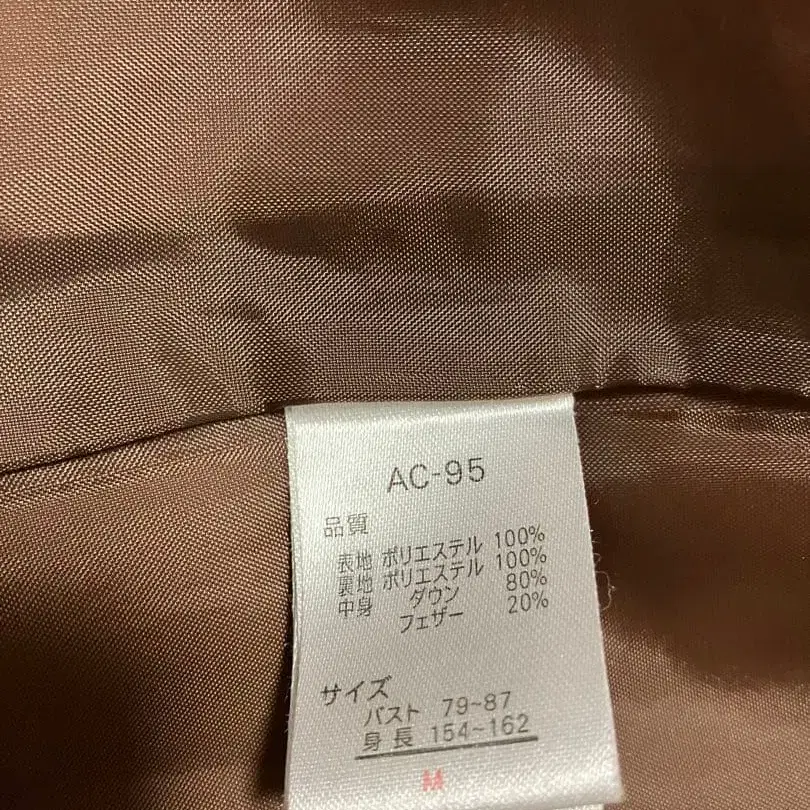 AC-95
品質
表地 ポリエステル 100%
裏地 ポリエステル 100%
中身 ダウン 80%
フェザー 20%
サイズ
バスト 79~87
身長 154~162
M